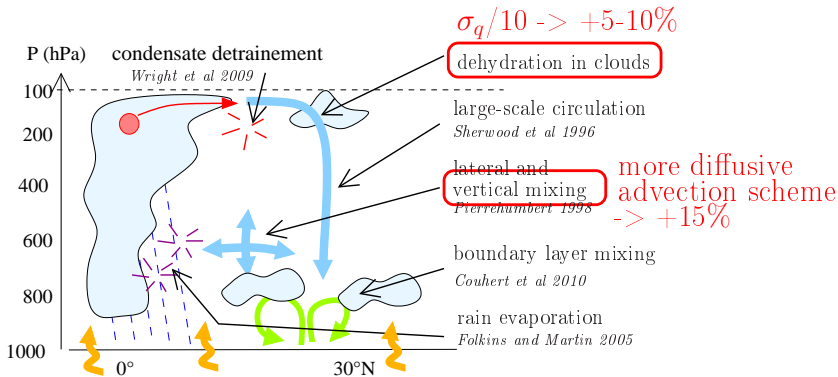 σq/10 -> +5-10%
P (hPa)
condensate detrainement
Wright et al 2009
dehydration in clouds
100
large-scale circulation
Sherwood et al 1996
200
lateral and
vertical mixing
Pierrehumbert 1998
more diffusive
advection scheme
-> +15%
400
600
boundary layer mixing
Couhert et al 2010
800
rain evaporation
Folkins and Martin 2005
1000
0°
30°N